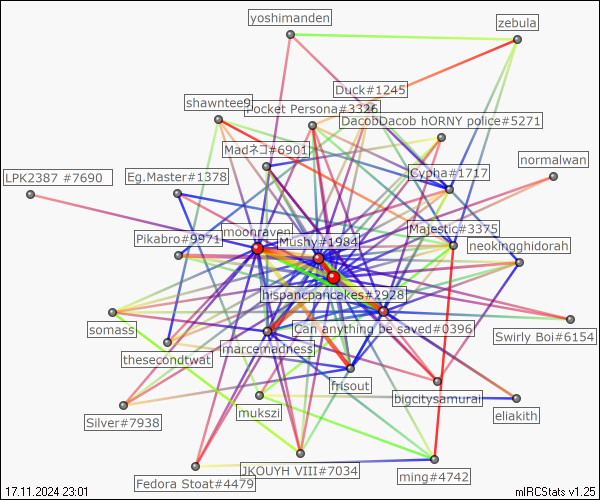 yoshimanden
zebula
Duck#1245
shawntee9
Pocket Persona#3326
DacobDacob hORNY police#5271
Madネコ#6901
normalwan
LPK2387 #7690
Eg.Master#1378
Cypha#1717
moonraven
Majestic#3375
Pikabro#9971
Mushy#1984
neokingghidorah
hispancpancakes#2928
somass
Can anything be saved#0396
Swirly Boi#6154
thesecondtwat
marcemadness
frisout
bigcitysamurai
Silver#7938
mukszi
eliakith
JKOUYH VIII#7034
Fedora Stoat#4479
ming#4742
17.11.2024 23:01
mIRCStats v1.25